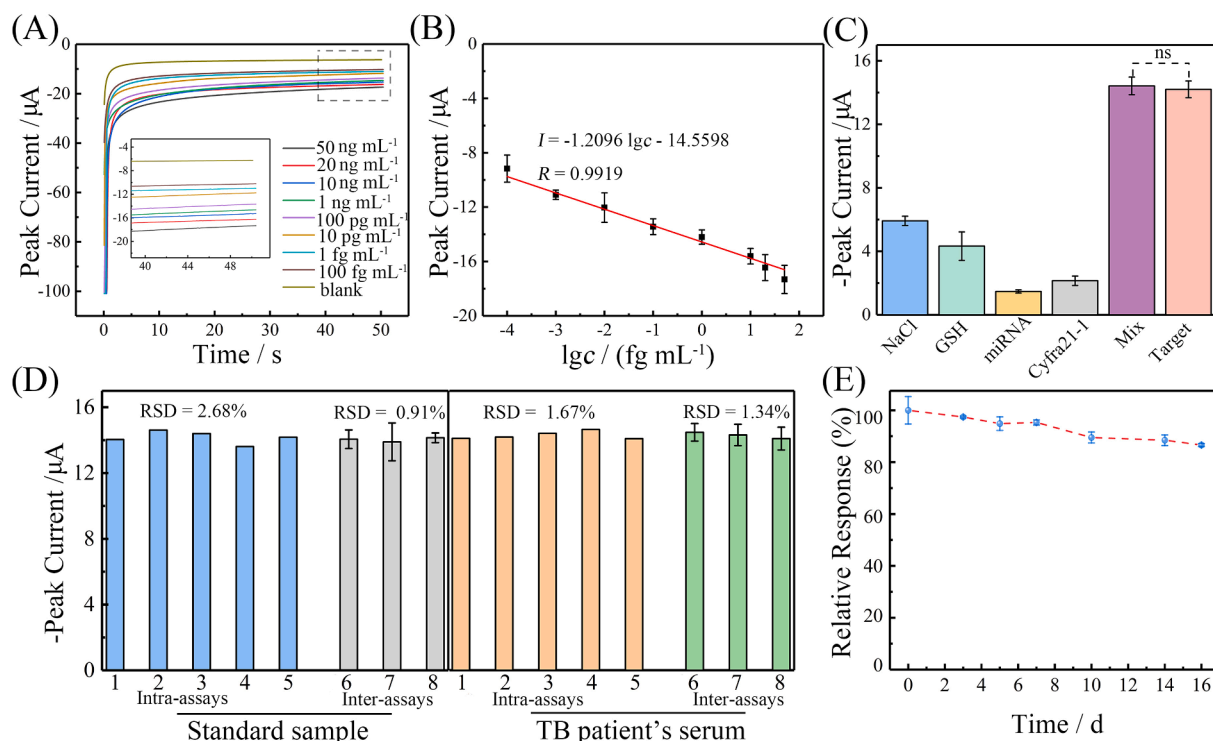 (A)
0
-20
-40
-60
-80
-100
Peak Current /μA
0 10 20 30 40 50
Time / s
-4
-8
-12
-16
-20
40 44 48 52
50 ng mL⁻¹
20 ng mL⁻¹
10 ng mL⁻¹
1 ng mL⁻¹
100 pg mL⁻¹
10 pg mL⁻¹
1 fg mL⁻¹
100 fg mL⁻¹
blank
(B)
0
-4
-8
-12
-16
-20
Peak Current /μA
I = -1.2096 lgc - 14.5598
R = 0.9919
-4 -3 -2 -1 0 1 2
lgc / (fg mL⁻¹)
(C)
16
12
8
4
0
-Peak Current /μA
ns
NaCl GSH miRNA Cyfra21-1 Mix Target
(D)
16
12
8
4
0
-Peak Current /μA
RSD = 2.68% RSD = 0.91% RSD = 1.67% RSD = 1.34%
1 2 3 4 5 6 7 8 1 2 3 4 5 6 7 8
Intra-assays Inter-assays Intra-assays Inter-assays
Standard sample TB patient’s serum
(E)
100
80
60
40
20
0
Relative Response (%)
0 2 4 6 8 10 12 14 16
Time / d